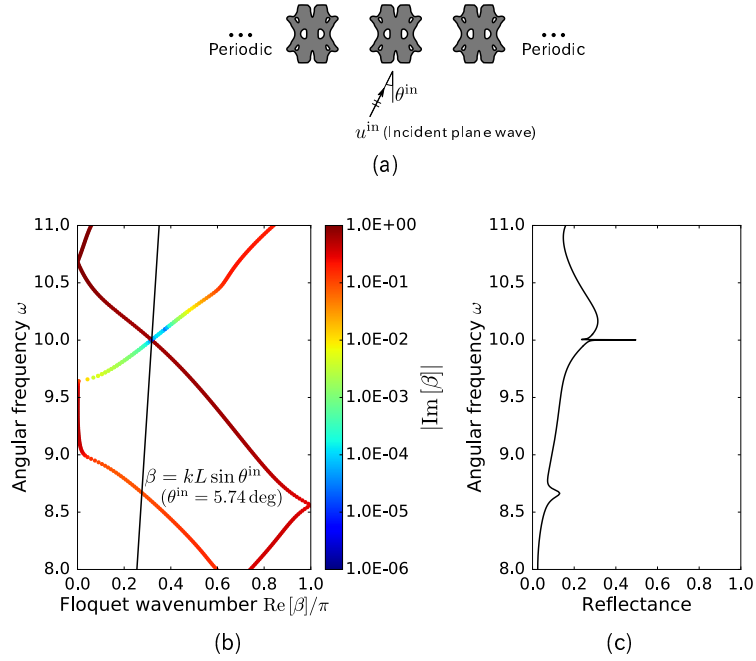 ••• •••
Periodic Periodic
θ^in
u^in (Incident plane wave)
(a)
11.0
10.5
10.0
9.5
9.0
8.5
8.0
Angular frequency ω
0.0 0.2 0.4 0.6 0.8 1.0
Floquet wavenumber Re [β]/π
β = kL sin θ^in
(θ^in = 5.74 deg)
1.0E+00
1.0E-01
1.0E-02
1.0E-03
1.0E-04
1.0E-05
1.0E-06
|Im [β]|
(b)
11.0
10.5
10.0
9.5
9.0
8.5
8.0
Angular frequency ω
0.0 0.2 0.4 0.6 0.8 1.0
Reflectance
(c)